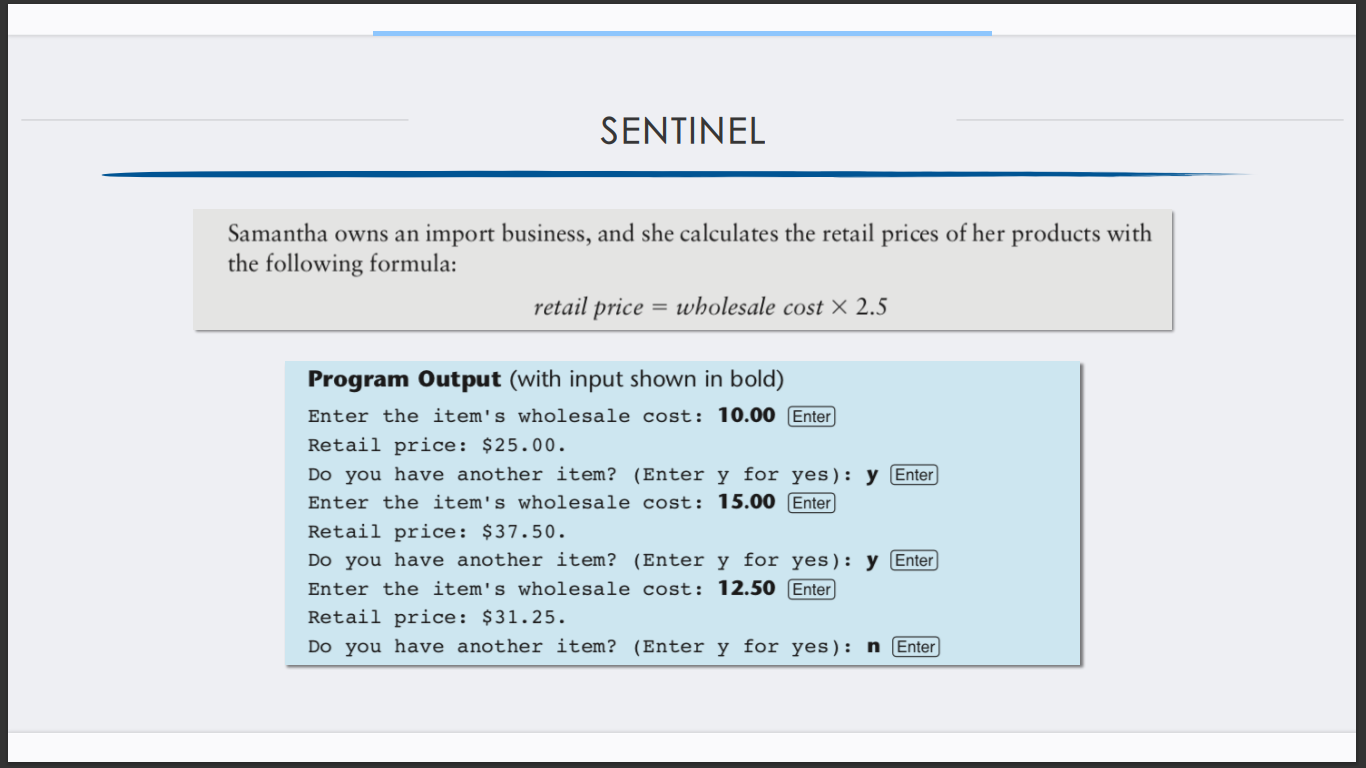 SENTINEL
Samantha owns an import business, and she calculates the retail prices of her products with
the following formula:
retail price = wholesale cost × 2.5
Program Output (with input shown in bold)
Enter the item's wholesale cost: 10.00 Enter
Retail price: $25.00.
Do you have another item? (Enter y for yes): y Enter
Enter the item's wholesale cost: 15.00 Enter
Retail price: $37.50.
Do you have another item? (Enter y for yes): y Enter
Enter the item's wholesale cost: 12.50 Enter
Retail price: $31.25.
Do you have another item? (Enter y for yes): n Enter